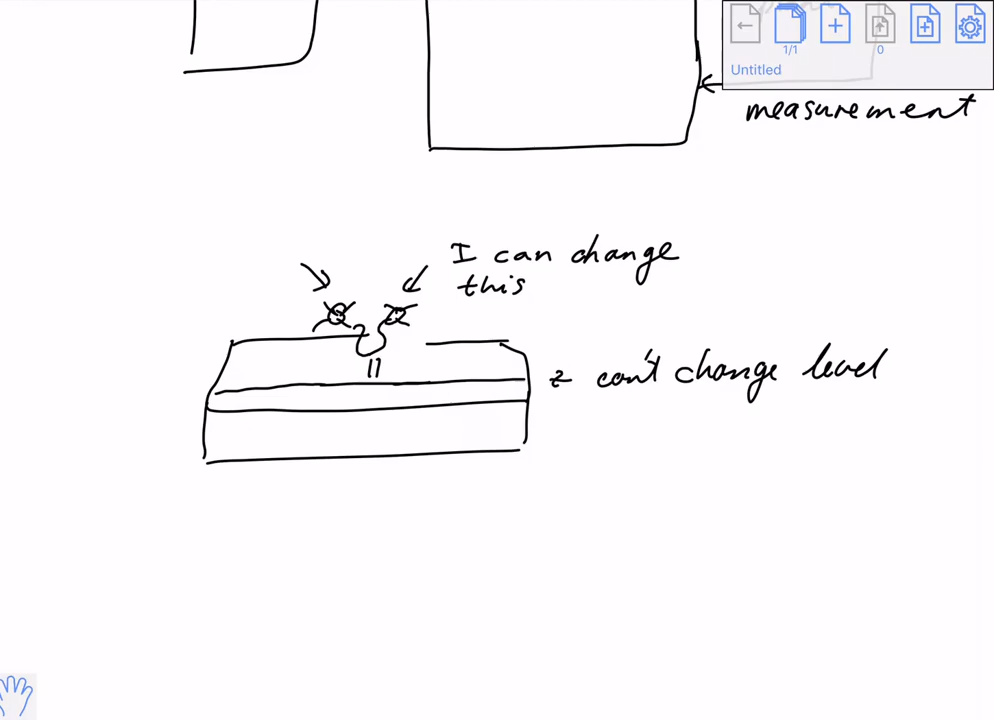 1/1
0
Untitled
measurement
I can change
this
z can't change level